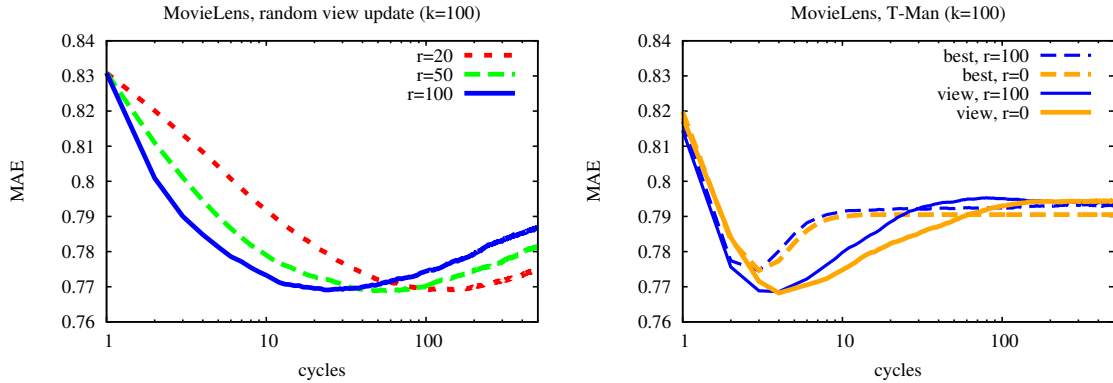 MovieLens, random view update (k=100)
0.84
0.83
0.82
0.81
0.8
0.79
0.78
0.77
0.76
MAE
r=20
r=50
r=100
1
10
100
cycles
MovieLens, T-Man (k=100)
0.84
0.83
0.82
0.81
0.8
0.79
0.78
0.77
0.76
MAE
best, r=100
best, r=0
view, r=100
view, r=0
1
10
100
cycles